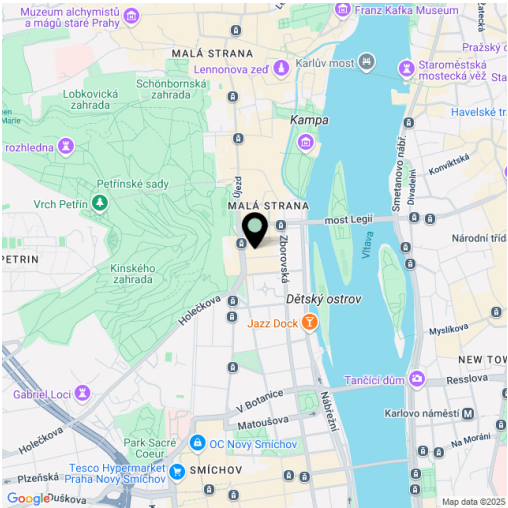 Muzeum alchymistů
a mágů staré Prahy
Franz Kafka Museum
MALÁ STRANA
Lennonova zeď
Karlův most
Pražský o
Staroměstská
mostecká věž
Schönbornská
zahrada
Lobkovická
zahrada
Marie
Kampa
Havelské tr
rozhledna
Smetanovo nábř.
Divadelní
Konviktská
Petřínské sady
Újezd
Vrch Petřín
MALÁ STRANA
most Legií
Vltava
Národní tříd
PETRIN
Kinského
zahrada
Zborovská
Holečkova
Dětský ostrov
Jazz Dock
Myslíkova
NEW TOW
Tančící dům
Resslova
Gabriel Loci
V Botanice
Nábřežní
Karlovo náměstí
M
Matoušova
Na Moráni
Holečkova
Park Sacré
Coeur
OC Nový Smíchov
Plzeňská
Tesco Hypermarket
Praha Nový Smíchov
SMÍCHOV
Google
Duškova
Map data ©2025